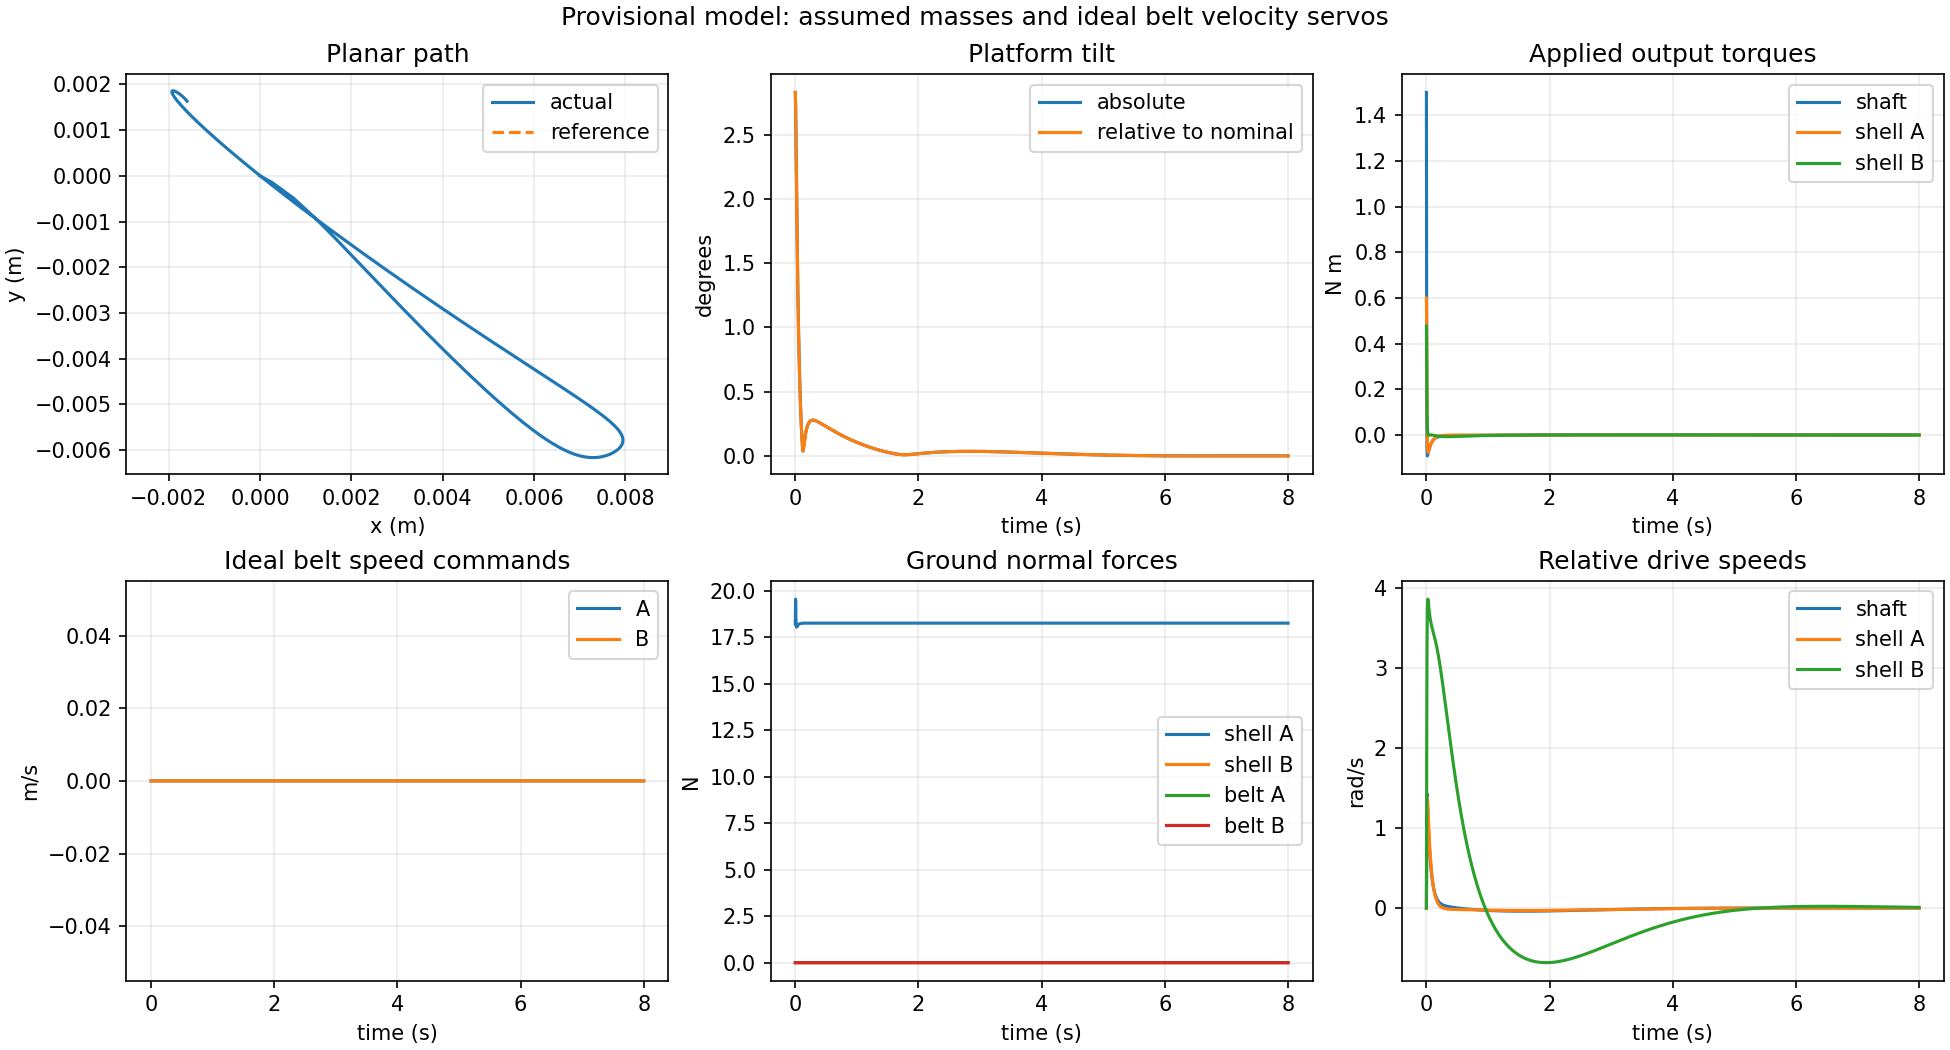 Provisional model: assumed masses and ideal belt velocity servos
Planar path
0.002
0.001
0.000
−0.001
−0.002
−0.003
−0.004
−0.005
−0.006
y (m)
−0.002
0.000
0.002
0.004
0.006
0.008
x (m)
actual
reference
Platform tilt
2.5
2.0
1.5
1.0
0.5
0.0
degrees
0
2
4
6
8
time (s)
absolute
relative to nominal
Applied output torques
1.4
1.2
1.0
0.8
0.6
0.4
0.2
0.0
N m
0
2
4
6
8
time (s)
shaft
shell A
shell B
Ideal belt speed commands
0.04
0.02
0.00
−0.02
−0.04
m/s
0
2
4
6
8
time (s)
A
B
Ground normal forces
20.0
17.5
15.0
12.5
10.0
7.5
5.0
2.5
0.0
N
0
2
4
6
8
time (s)
shell A
shell B
belt A
belt B
Relative drive speeds
4
3
2
1
0
rad/s
0
2
4
6
8
time (s)
shaft
shell A
shell B